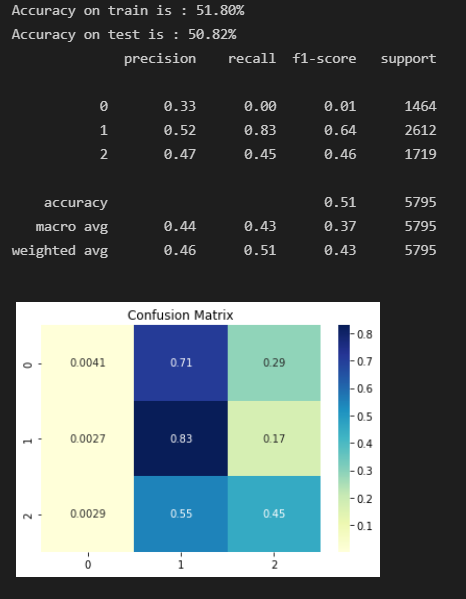 Accuracy on train is : 51.80%
Accuracy on test is : 50.82%
precision recall f1-score support
0 0.33 0.00 0.01 1464
1 0.52 0.83 0.64 2612
2 0.47 0.45 0.46 1719
accuracy 0.51 5795
macro avg 0.44 0.43 0.37 5795
weighted avg 0.46 0.51 0.43 5795
Confusion Matrix
0 0.0041 0.71 0.29
1 0.0027 0.83 0.17
2 0.0029 0.55 0.45
0 1 2
0.8
0.7
0.6
0.5
0.4
0.3
0.2
0.1